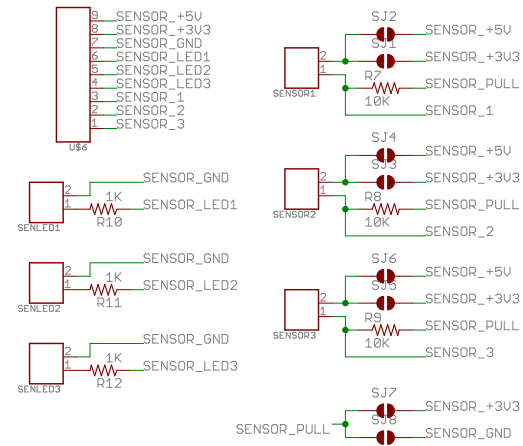 9 SENSOR_+5V
8 SENSOR_+3V3
7 SENSOR_GND
6 SENSOR_LED1
5 SENSOR_LED2
4 SENSOR_LED3
3 SENSOR_1
2 SENSOR_2
1 SENSOR_3
U$6
SJ2
SENSOR_+5V
SJ1
2 SENSOR_+3V3
1 R7 SENSOR_PULL
SENSOR1 10K
SENSOR_1
SJ4
SENSOR_+5V
SJ3
2 SENSOR_+3V3
1 R8 SENSOR_PULL
SENSOR2 10K
SENSOR_2
SJ6
SENSOR_+5V
SJ5
2 SENSOR_+3V3
1 R9 SENSOR_PULL
SENSOR3 10K
SENSOR_3
SJ7
SENSOR_+3V3
SJ8
SENSOR_PULL SENSOR_GND
SENSOR_GND
2 1K
1 SENSOR_LED1
SENLED1 R10
SENSOR_GND
2 1K
1 SENSOR_LED2
SENLED2 R11
SENSOR_GND
2 1K
1 SENSOR_LED3
SENLED3 R12